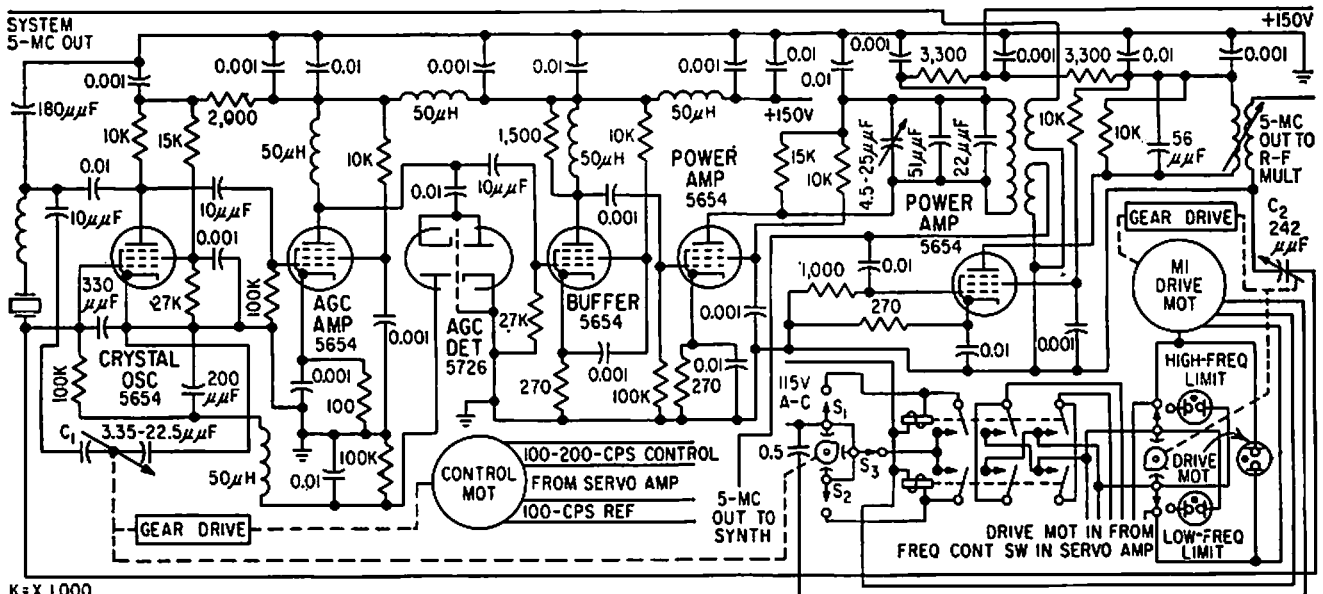 SYSTEM
5-MC OUT
+150V
0.001
0.001
0.01
0.001
0.01
0.001
0.01
0.01
0.001
3,300
0.001
3,300
0.01
0.001
180μμF
2,000
50μH
50μH
+150V
10K
15K
50μH
10K
1,500
50μH
10K
POWER
AMP
5654
15K
10K
4.5-25μμF
51μμF
22μμF
10K
10K
56
μμF
5-MC
OUT TO
R-F
MULT
0.01
10μμF
10μμF
0.01
10μμF
0.001
POWER
AMP
5654
GEAR DRIVE
C2
242
μμF
0.001
330
μμF
27K
100K
AGC
AMP
5654
0.001
AGC
DET
5726
27K
BUFFER
5654
0.001
1,000
0.01
270
MI
DRIVE
MOT
CRYSTAL
OSC
5654
100K
200
μμF
0.001
100
270
0.001
100K
0.01
270
0.01
0.001
115V
A-C
HIGH-FREQ
LIMIT
C1
3.35-22.5μμF
50μH
0.01
100K
CONTROL
MOT
100-200-CPS CONTROL
FROM SERVO AMP
100-CPS REF
0.5
S1
S2
S3
DRIVE
MOT
GEAR DRIVE
5-MC
OUT TO
SYNTH
DRIVE MOT IN FROM
FREQ CONT SW IN SERVO AMP
LOW-FREQ
LIMIT
K = X 1,000